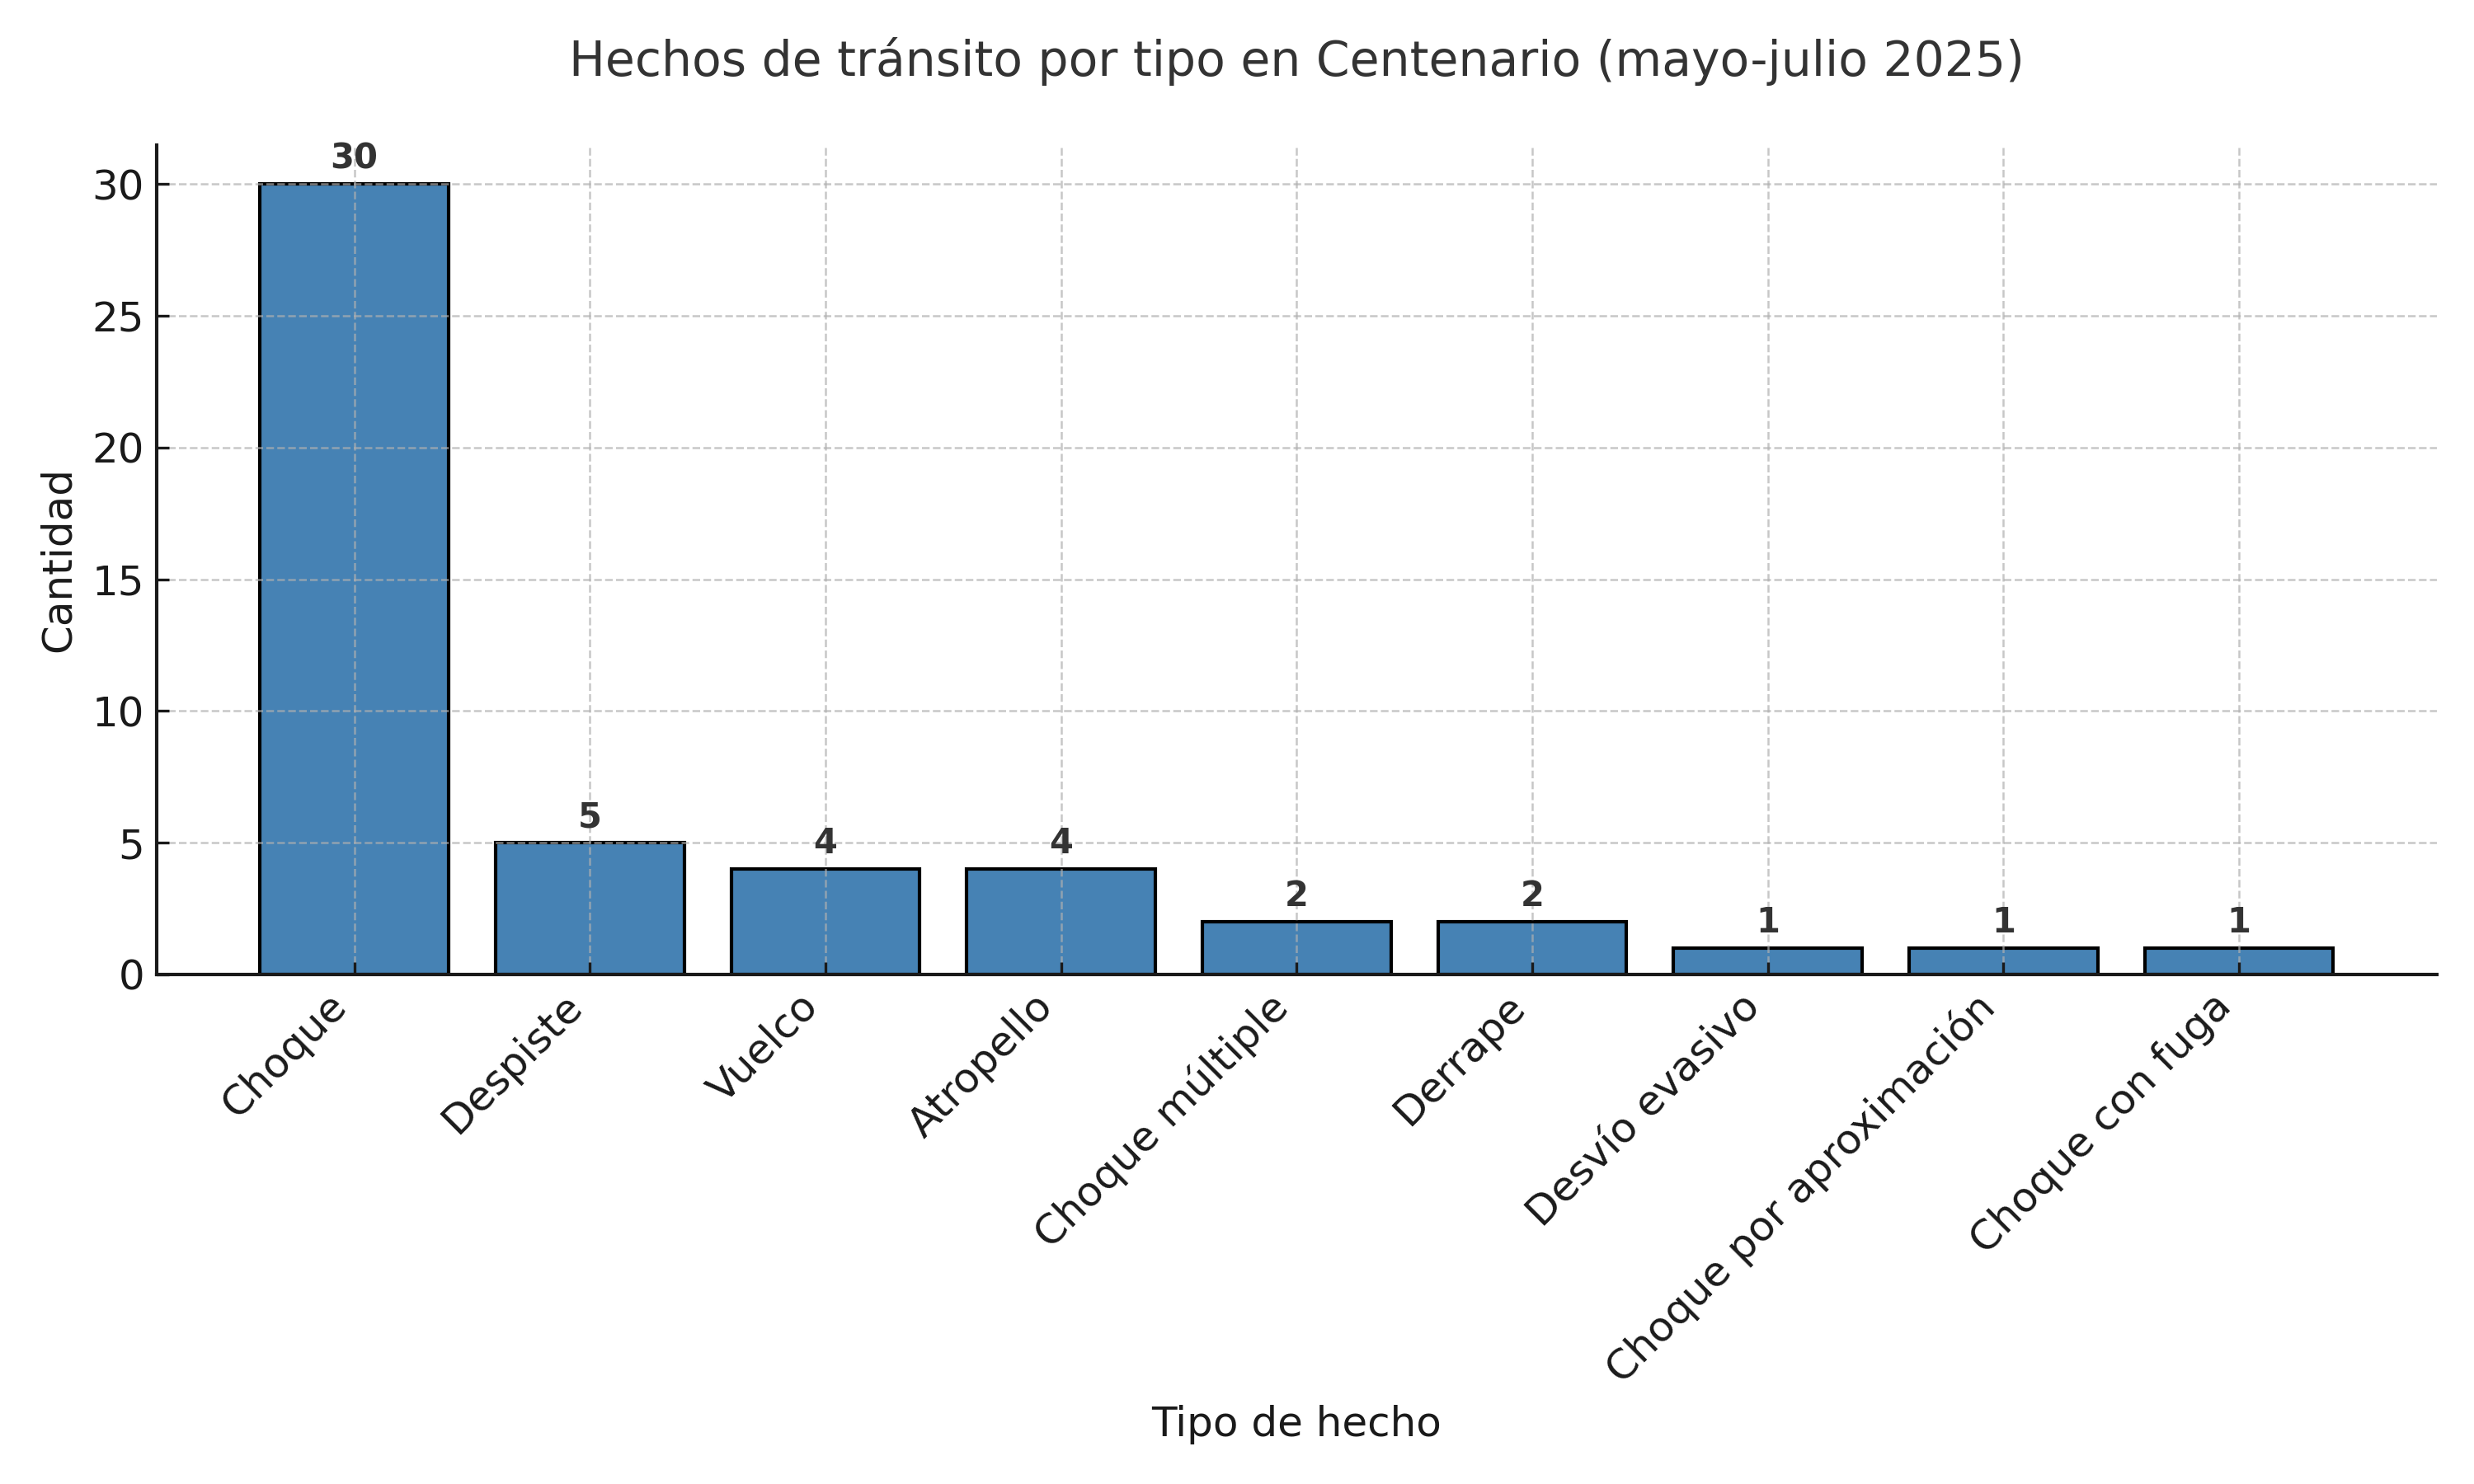 Hechos de tránsito por tipo en Centenario (mayo-julio 2025)
Cantidad
30
25
20
15
10
5
0
30
5
4
4
2
2
1
1
1
Choque
Despiste
Vuelco
Atropello
Choque múltiple
Derrape
Desvío evasivo
Choque por aproximación
Choque con fuga
Tipo de hecho